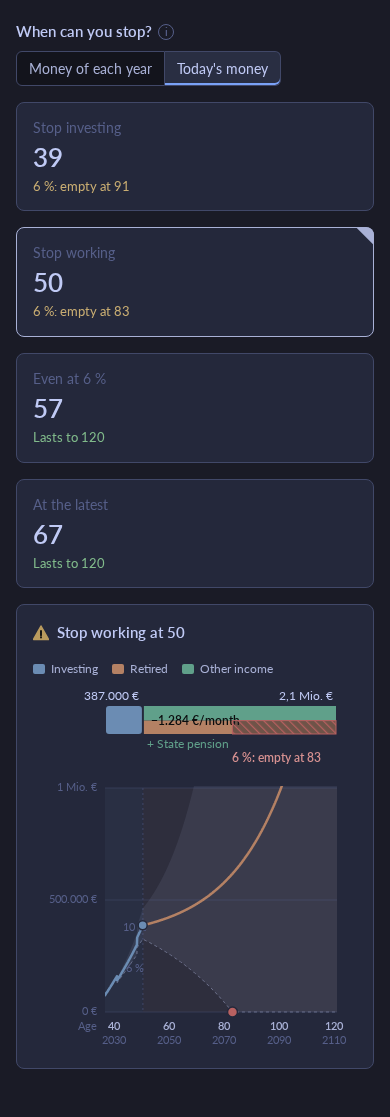 When can you stop? i
Money of each year Today's money
Stop investing
39
6 %: empty at 91
Stop working
50
6 %: empty at 83
Even at 6 %
57
Lasts to 120
At the latest
67
Lasts to 120
Stop working at 50
Investing Retired Other income
387.000 € 2,1 Mio. €
−1.284 €/month
+ State pension
6 %: empty at 83
1 Mio. €
500.000 €
10
6 %
0 €
Age 40 60 80 100 120
2030 2050 2070 2090 2110